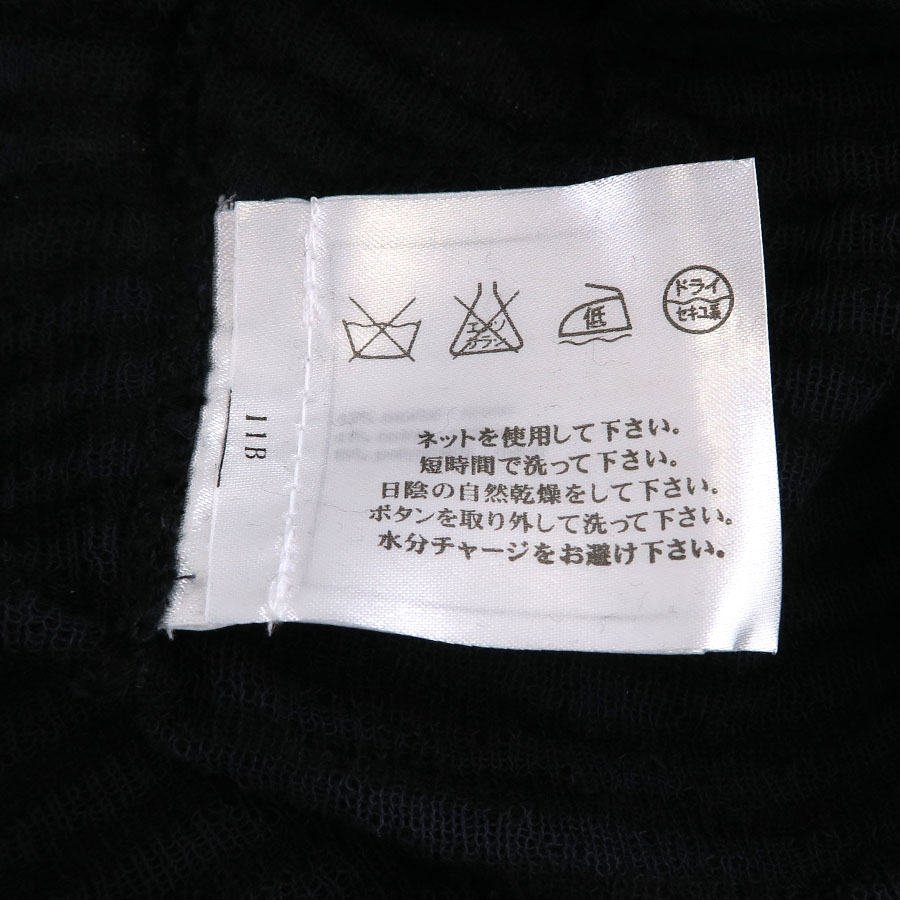 エンソ
カラン
低
ドライ
セキユ系
ネットを使用して下さい。
短時間で洗って下さい。
日陰の自然乾燥をして下さい。
ボタンを取り外して洗って下さい。
水分チャージをお避け下さい。
11B